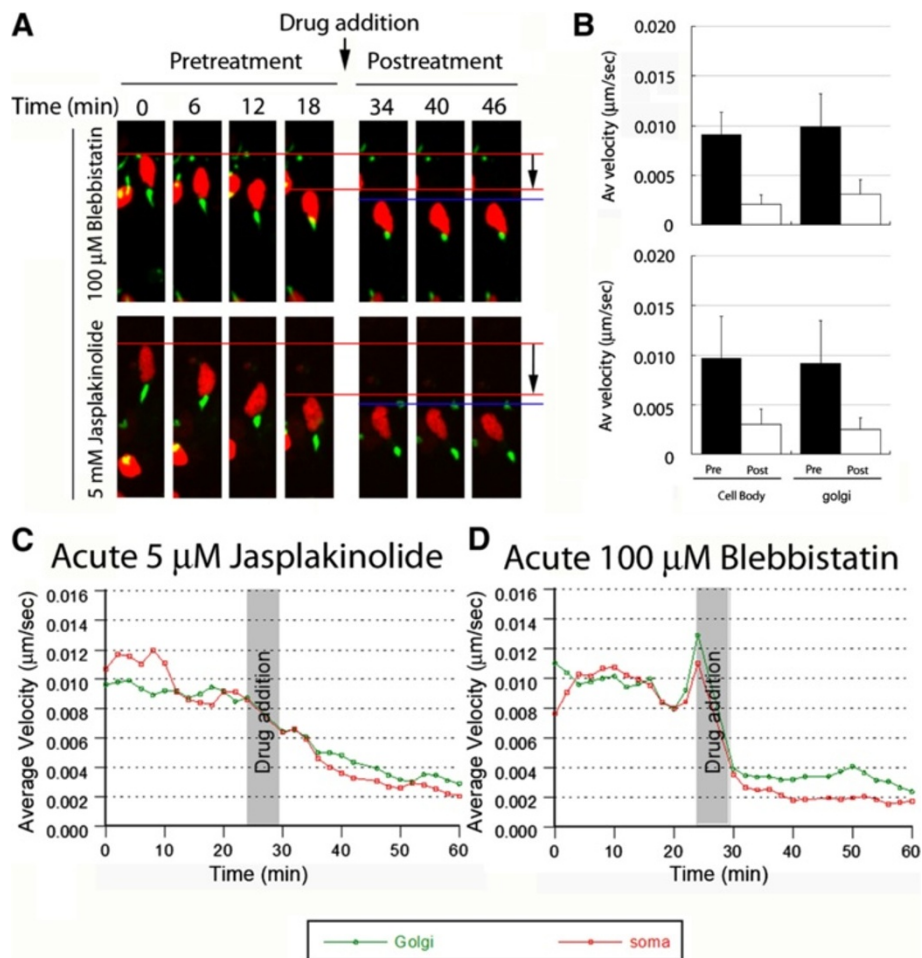 A
Drug addition
Pretreatment
Postreatment
Time (min) 0 6 12 18 34 40 46
100 µM Blebbistatin
5 mM Jasplakinolide
B
Av velocity (µm/sec)
0.020
0.015
0.010
0.005
0
Av velocity (µm/sec)
0.020
0.015
0.010
0.005
0
Pre Post Pre Post
Cell Body golgi
C
Acute 5 µM Jasplakinolide
Average Velocity (µm/sec)
0.016
0.014
0.012
0.010
0.008
0.006
0.004
0.002
0.000
Drug addition
0 10 20 30 40 50 60
Time (min)
D
Acute 100 µM Blebbistatin
Average Velocity (µm/sec)
0.016
0.014
0.012
0.010
0.008
0.006
0.004
0.002
0.000
Drug addition
0 10 20 30 40 50 60
Time (min)
Golgi soma